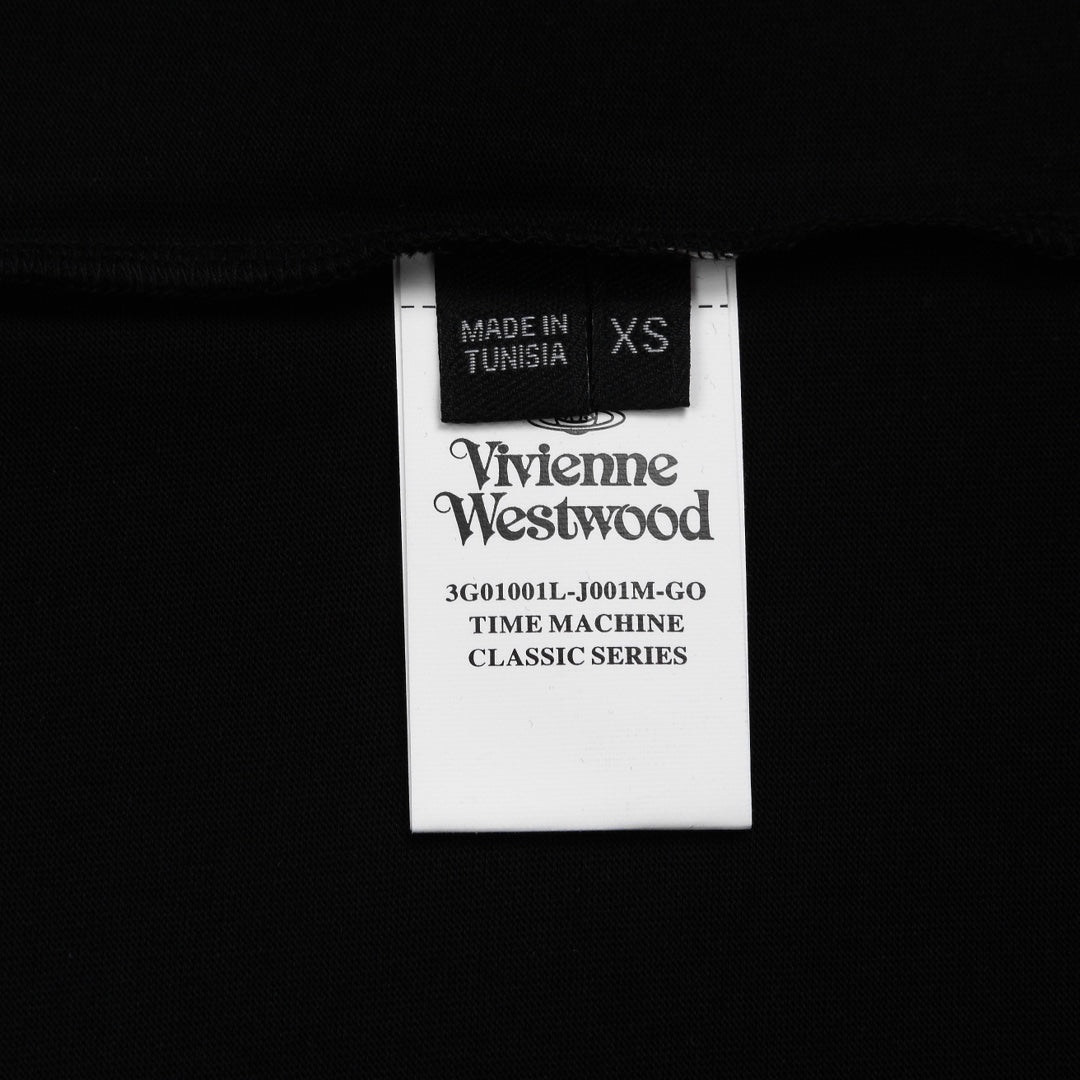 MADE IN
TUNISIA
XS
Vivienne
Westwood
3G01001L-J001M-GO
TIME MACHINE
CLASSIC SERIES